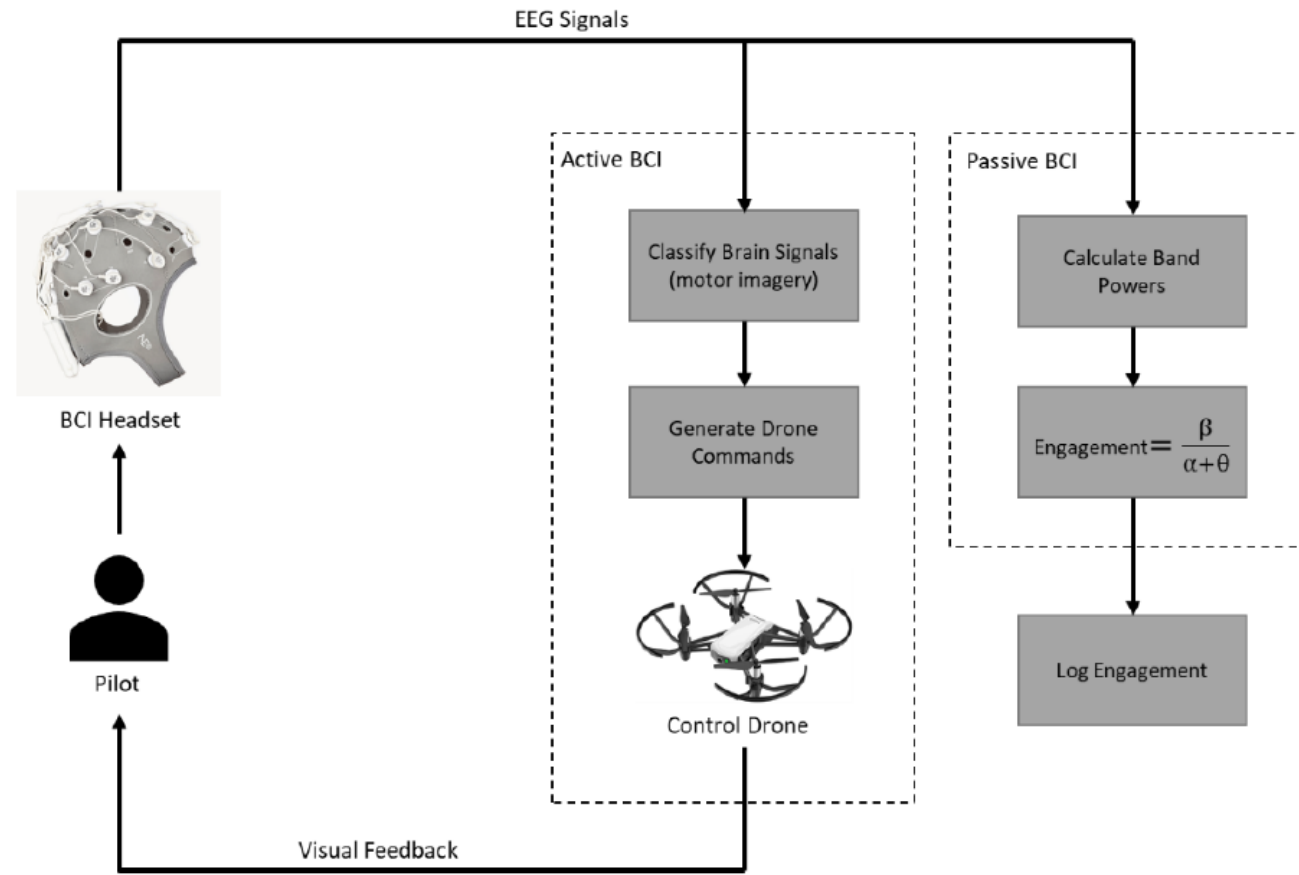 EEG Signals
Active BCI
Passive BCI
Classify Brain Signals
(motor imagery)
Calculate Band
Powers
BCI Headset
Generate Drone
Commands
Engagement = β
α+θ
Pilot
Control Drone
Log Engagement
Visual Feedback